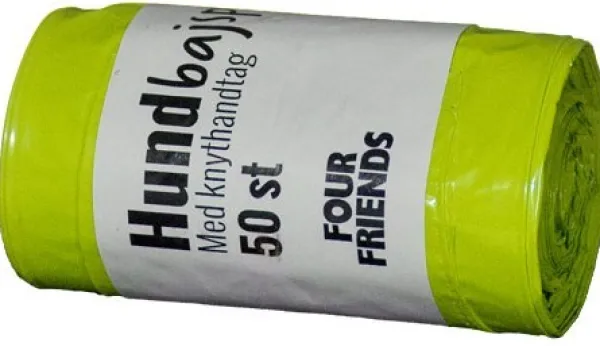 Hundbajsp
Med knythandtag
50 st
FOUR
FRIENDS